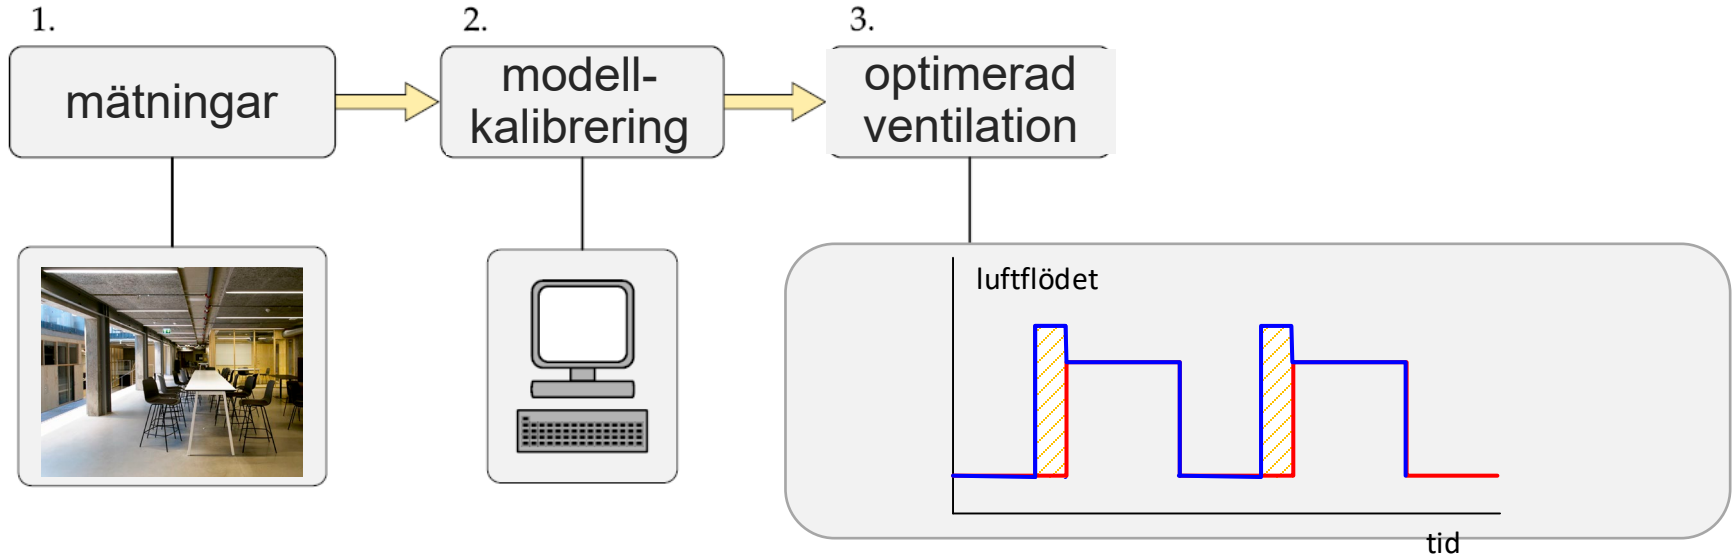 1.
mätningar
2.
modell-
kalibrering
3.
optimerad
ventilation
luftflödet
tid